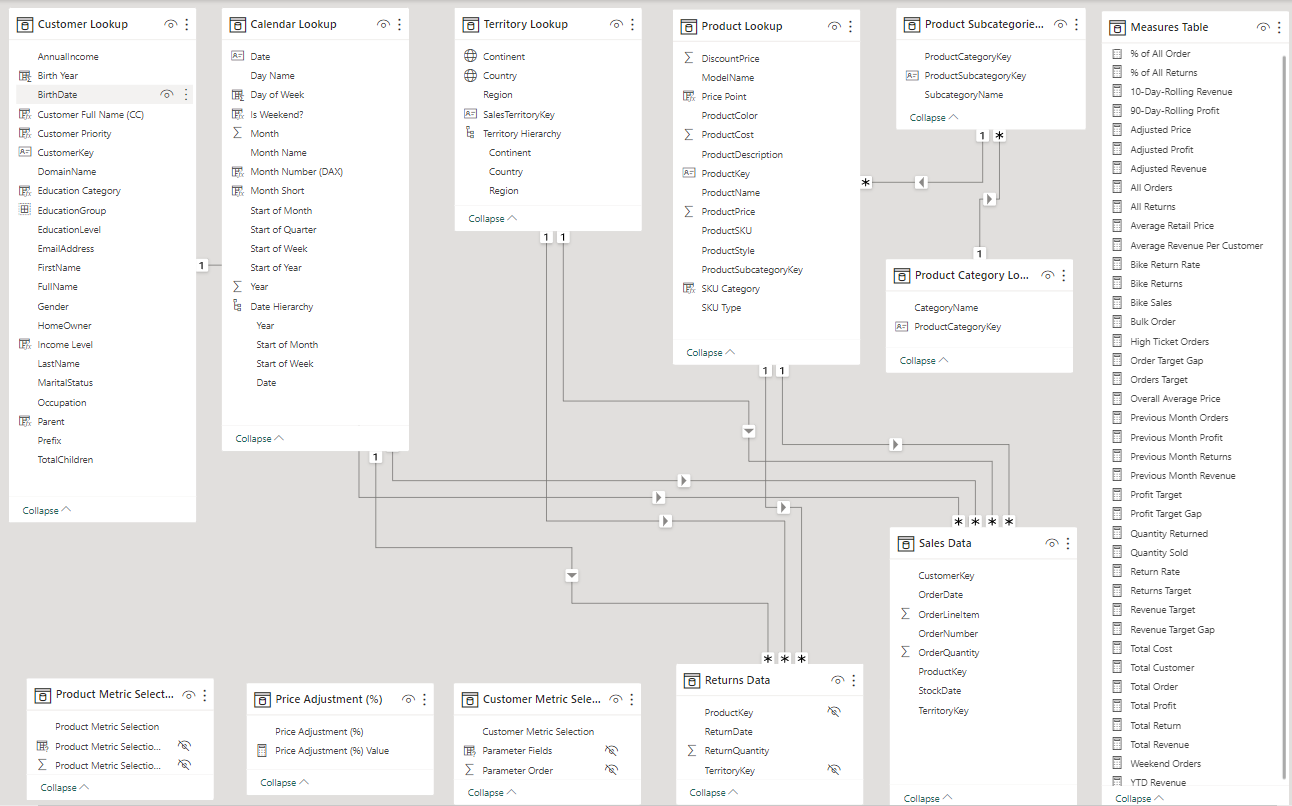 Customer Lookup
AnnualIncome
Birth Year
BirthDate
Customer Full Name (CC)
Customer Priority
CustomerKey
DomainName
Education Category
EducationGroup
EducationLevel
EmailAddress
FirstName
FullName
Gender
HomeOwner
Income Level
LastName
MaritalStatus
Occupation
Parent
Prefix
TotalChildren
Collapse
1
Calendar Lookup
Date
Day Name
Day of Week
Is Weekend?
Month
Month Name
Month Number (DAX)
Month Short
Start of Month
Start of Quarter
Start of Week
Start of Year
Year
Date Hierarchy
Year
Start of Month
Start of Week
Date
Collapse
1
Territory Lookup
Continent
Country
Region
SalesTerritoryKey
Territory Hierarchy
Continent
Country
Region
Collapse
1 1
Product Lookup
DiscountPrice
ModelName
Price Point
ProductColor
ProductCost
ProductDescription
ProductKey
ProductName
ProductPrice
ProductSKU
ProductStyle
ProductSubcategoryKey
SKU Category
SKU Type
Collapse
1 1
*
Product Subcategorie...
ProductCategoryKey
ProductSubcategoryKey
SubcategoryName
Collapse
1 *
1
Product Category Lo...
CategoryName
ProductCategoryKey
Collapse
Measures Table
% of All Order
% of All Returns
10-Day-Rolling Revenue
90-Day-Rolling Profit
Adjusted Price
Adjusted Profit
Adjusted Revenue
All Orders
All Returns
Average Retail Price
Average Revenue Per Customer
Bike Return Rate
Bike Returns
Bike Sales
Bulk Order
High Ticket Orders
Order Target Gap
Orders Target
Overall Average Price
Previous Month Orders
Previous Month Profit
Previous Month Returns
Previous Month Revenue
Profit Target
Profit Target Gap
Quantity Returned
Quantity Sold
Return Rate
Returns Target
Revenue Target
Revenue Target Gap
Total Cost
Total Customer
Total Order
Total Profit
Total Return
Total Revenue
Weekend Orders
YTD Revenue
Collapse
* * * *
Sales Data
CustomerKey
OrderDate
OrderLineItem
OrderNumber
OrderQuantity
ProductKey
StockDate
TerritoryKey
Collapse
Product Metric Select...
Product Metric Selection
Product Metric Selectio...
Product Metric Selectio...
Collapse
Price Adjustment (%)
Price Adjustment (%)
Price Adjustment (%) Value
Collapse
Customer Metric Sele...
Customer Metric Selection
Parameter Fields
Parameter Order
Collapse
* * *
Returns Data
ProductKey
ReturnDate
ReturnQuantity
TerritoryKey
Collapse